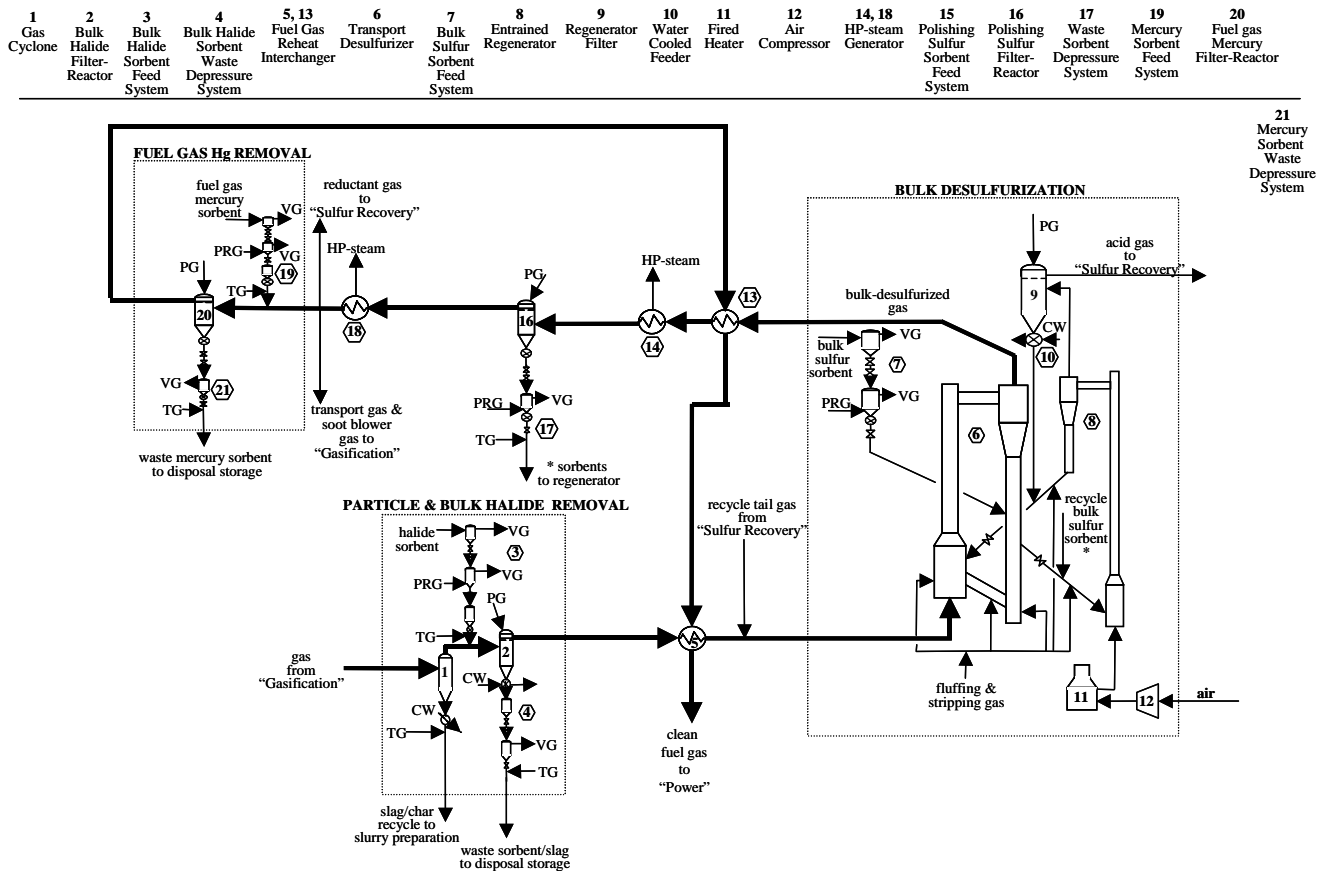 1
Gas
Cyclone
2
Bulk
Halide
Filter-
Reactor
3
Bulk
Halide
Sorbent
Feed
System
4
Bulk Halide
Sorbent
Waste
Depressure
System
5, 13
Fuel Gas
Reheat
Interchanger
6
Transport
Desulfurizer
7
Bulk
Sulfur
Sorbent
Feed
System
8
Entrained
Regenerator
9
Regenerator
Filter
10
Water
Cooled
Feeder
11
Fired
Heater
12
Air
Compressor
14, 18
HP-steam
Generator
15
Polishing
Sulfur
Sorbent
Feed
System
16
Polishing
Sulfur
Filter-
Reactor
17
Waste
Sorbent
Depressure
System
19
Mercury
Sorbent
Feed
System
20
Fuel gas
Mercury
Filter-Reactor
21
Mercury
Sorbent
Waste
Depressure
System
FUEL GAS Hg REMOVAL
fuel gas
mercury
sorbent
VG
PRG
VG
PG
19
TG
20
VG
21
TG
waste mercury sorbent
to disposal storage
reductant gas
to
“Sulfur Recovery”
HP-steam
18
transport gas &
soot blower
gas to
“Gasification”
PG
16
PRG
VG
17
TG
* sorbents
to regenerator
HP-steam
14
13
bulk-desulfurized
gas
BULK DESULFURIZATION
PG
acid gas
to
“Sulfur Recovery”
9
CW
10
VG
bulk
sulfur
sorbent
7
VG
PRG
6
8
recycle
bulk
sulfur
sorbent
*
fluffing &
stripping gas
11
12
air
PARTICLE & BULK HALIDE REMOVAL
halide
sorbent
VG
3
VG
PRG
PG
TG
2
1
gas
from
“Gasification”
CW
4
CW
TG
VG
TG
slag/char
recycle to
slurry preparation
waste sorbent/slag
to disposal storage
recycle tail gas
from
“Sulfur Recovery”
5
clean
fuel gas
to
“Power”